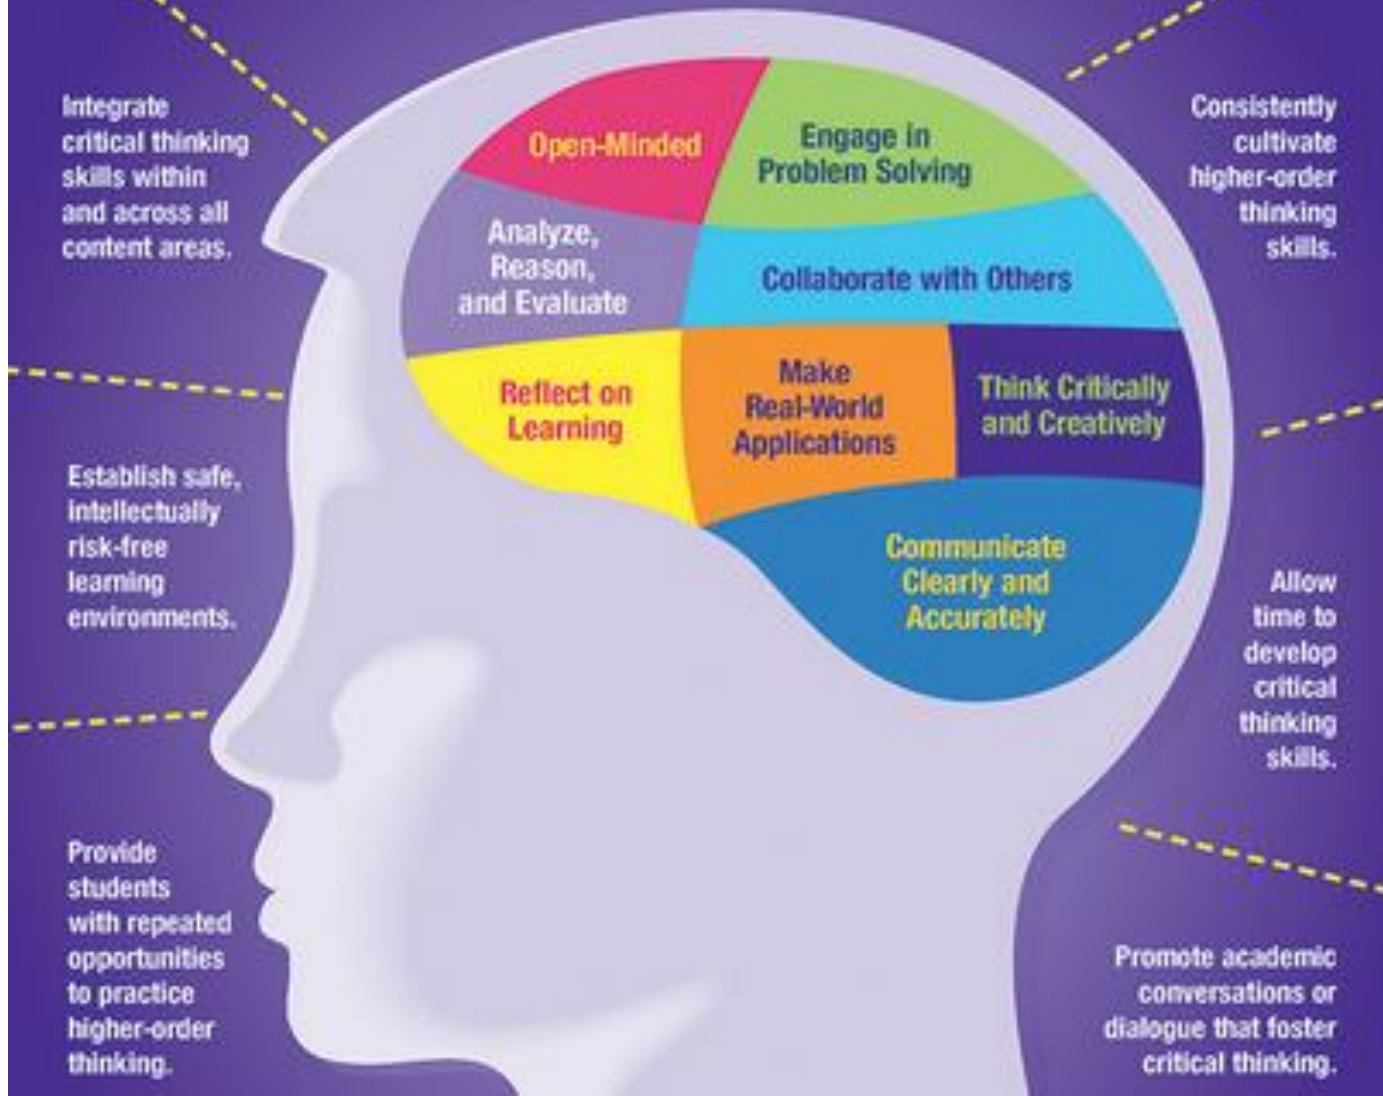 Integrate
critical thinking
skills within
and across all
content areas.
Establish safe,
intellectually
risk-free
learning
environments.
Provide
students
with repeated
opportunities
to practice
higher-order
thinking.
Open-Minded
Engage in
Problem Solving
Analyze,
Reason,
and Evaluate
Collaborate with Others
Reflect on
Learning
Make
Real-World
Applications
Think Critically
and Creatively
Communicate
Clearly and
Accurately
Consistently
cultivate
higher-order
thinking
skills.
Allow
time to
develop
critical
thinking
skills.
Promote academic
conversations or
dialogue that foster
critical thinking.